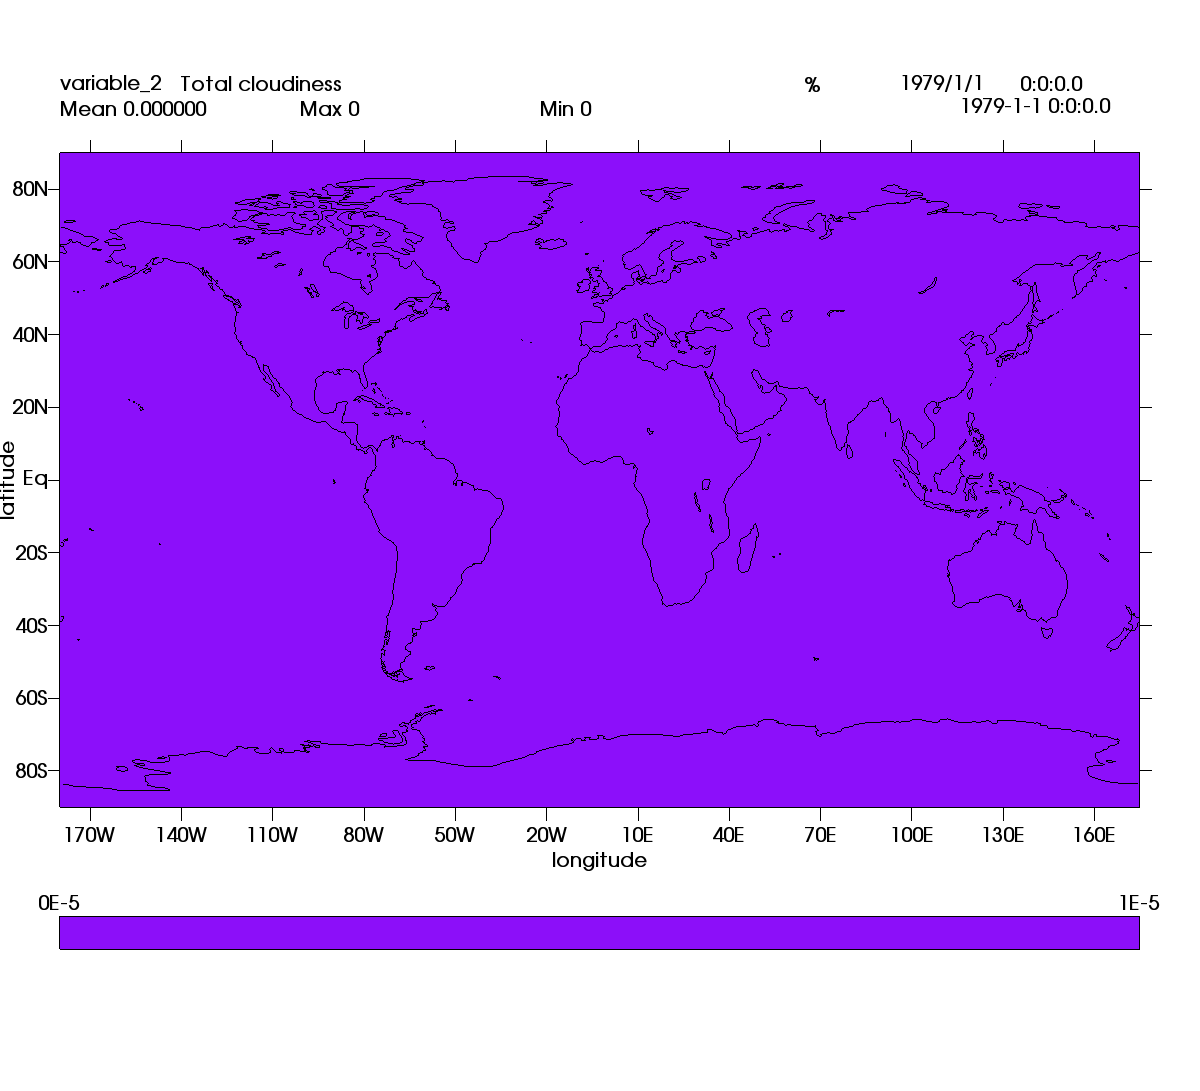 variable_2 Total cloudiness % 1979/1/1 0:0:0.0
Mean 0.000000 Max 0 Min 0 1979-1-1 0:0:0.0
80N
60N
40N
20N
Eq
latitude
20S
40S
60S
80S
170W 140W 110W 80W 50W 20W 10E 40E 70E 100E 130E 160E
longitude
0E-5 1E-5